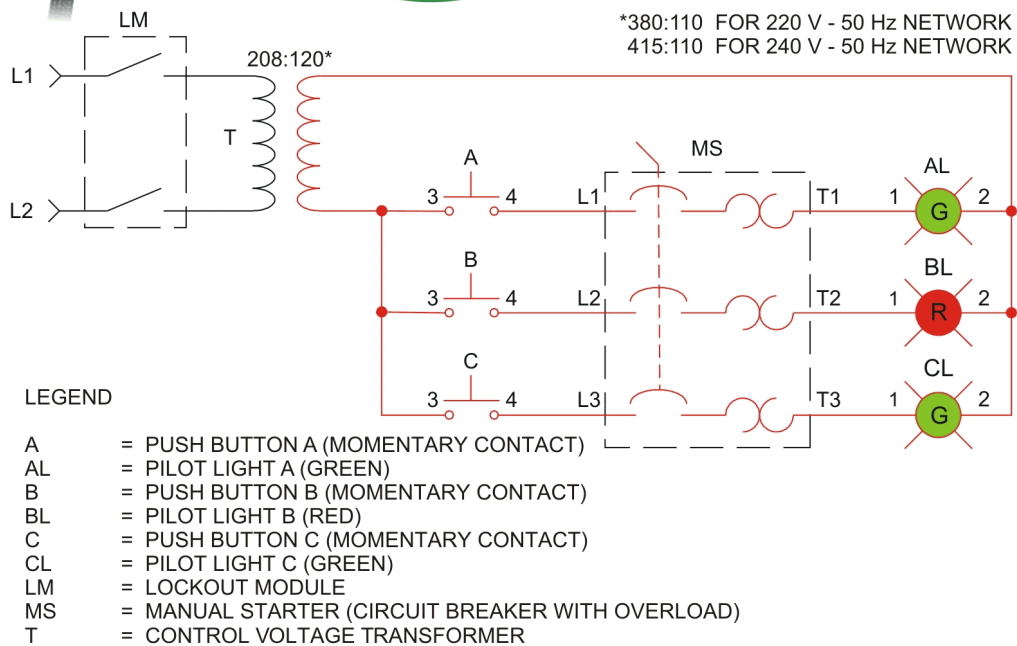 LM
*380:110 FOR 220 V - 50 Hz NETWORK
415:110 FOR 240 V - 50 Hz NETWORK
208:120*
L1
T
L2
MS
A
3 4
L1
T1
AL
1 G 2
B
3 4
L2
T2
BL
1 R 2
C
3 4
L3
T3
CL
1 G 2
LEGEND
A = PUSH BUTTON A (MOMENTARY CONTACT)
AL = PILOT LIGHT A (GREEN)
B = PUSH BUTTON B (MOMENTARY CONTACT)
BL = PILOT LIGHT B (RED)
C = PUSH BUTTON C (MOMENTARY CONTACT)
CL = PILOT LIGHT C (GREEN)
LM = LOCKOUT MODULE
MS = MANUAL STARTER (CIRCUIT BREAKER WITH OVERLOAD)
T = CONTROL VOLTAGE TRANSFORMER